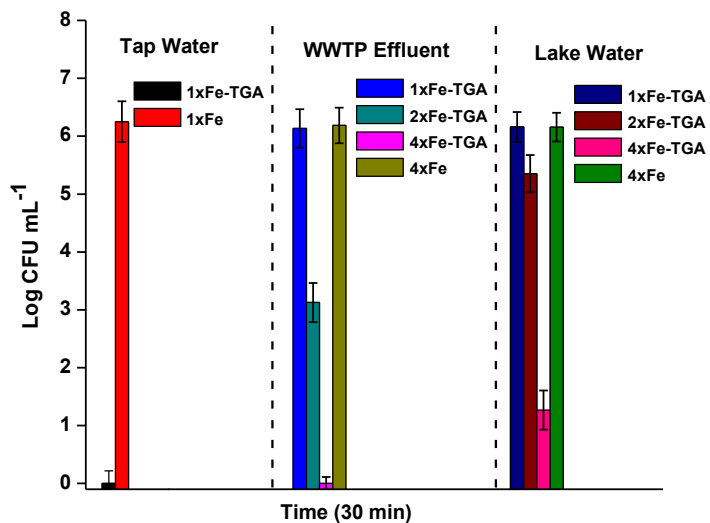 Tap Water
1xFe-TGA
1xFe
WWTP Effluent
1xFe-TGA
2xFe-TGA
4xFe-TGA
4xFe
Lake Water
1xFe-TGA
2xFe-TGA
4xFe-TGA
4xFe
Log CFU mL⁻¹
8
7
6
5
4
3
2
1
0
Time (30 min)